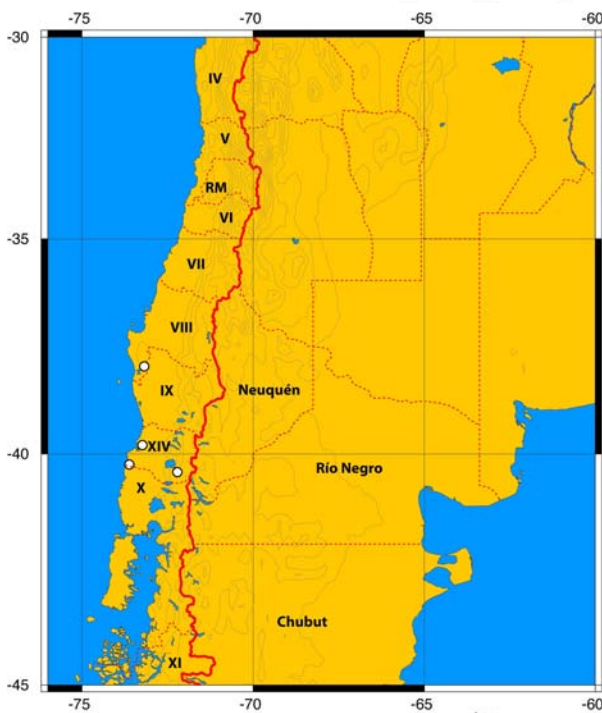 -75 -70 -65 -60
-30
IV
V
RM
VI
-35
VII
VIII
IX
Neuquén
XIV
-40
Río Negro
X
Chubut
XI
-45
-75 -70 -65 -60